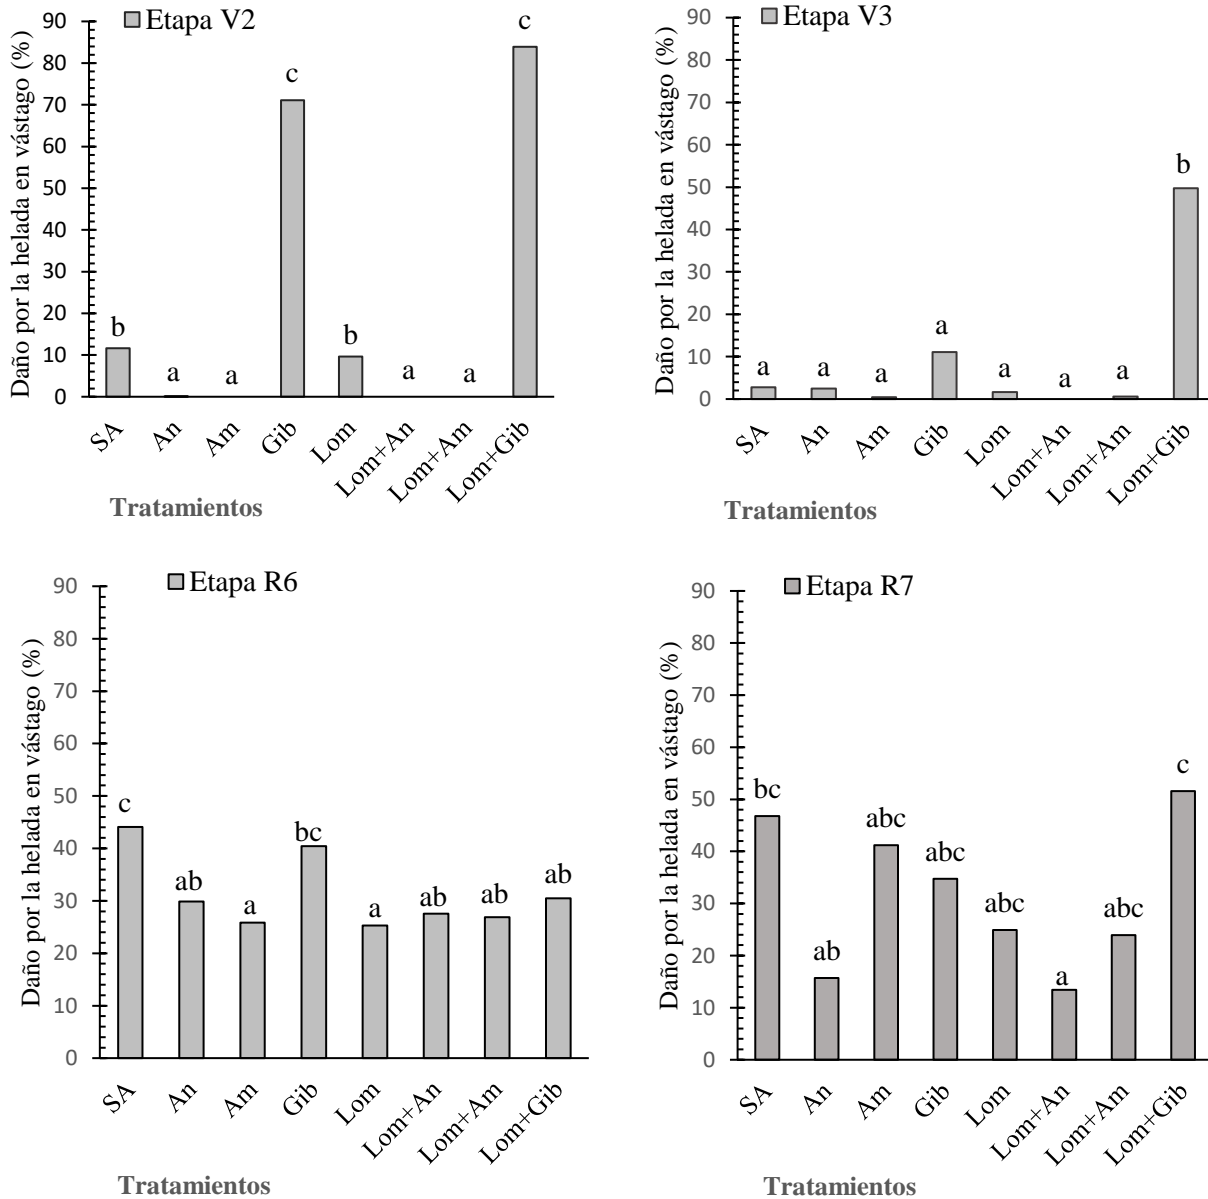 Etapa V2
Daño por la helada en vástago (%)
90
80
70
60
50
40
30
20
10
0
b
a
a
c
b
a
a
c
SA
An
Am
Gib
Lom
Lom+An
Lom+Am
Lom+Gib
Tratamientos
Etapa V3
Daño por la helada en vástago (%)
90
80
70
60
50
40
30
20
10
0
a
a
a
a
a
a
a
b
SA
An
Am
Gib
Lom
Lom+An
Lom+Am
Lom+Gib
Tratamientos
Etapa R6
Daño por la helada en vástago (%)
90
80
70
60
50
40
30
20
10
0
c
ab
a
bc
a
ab
ab
ab
SA
An
Am
Gib
Lom
Lom+An
Lom+Am
Lom+Gib
Tratamientos
Etapa R7
Daño por la helada en vástago (%)
90
80
70
60
50
40
30
20
10
0
bc
ab
abc
abc
abc
a
abc
c
SA
An
Am
Gib
Lom
Lom+An
Lom+Am
Lom+Gib
Tratamientos